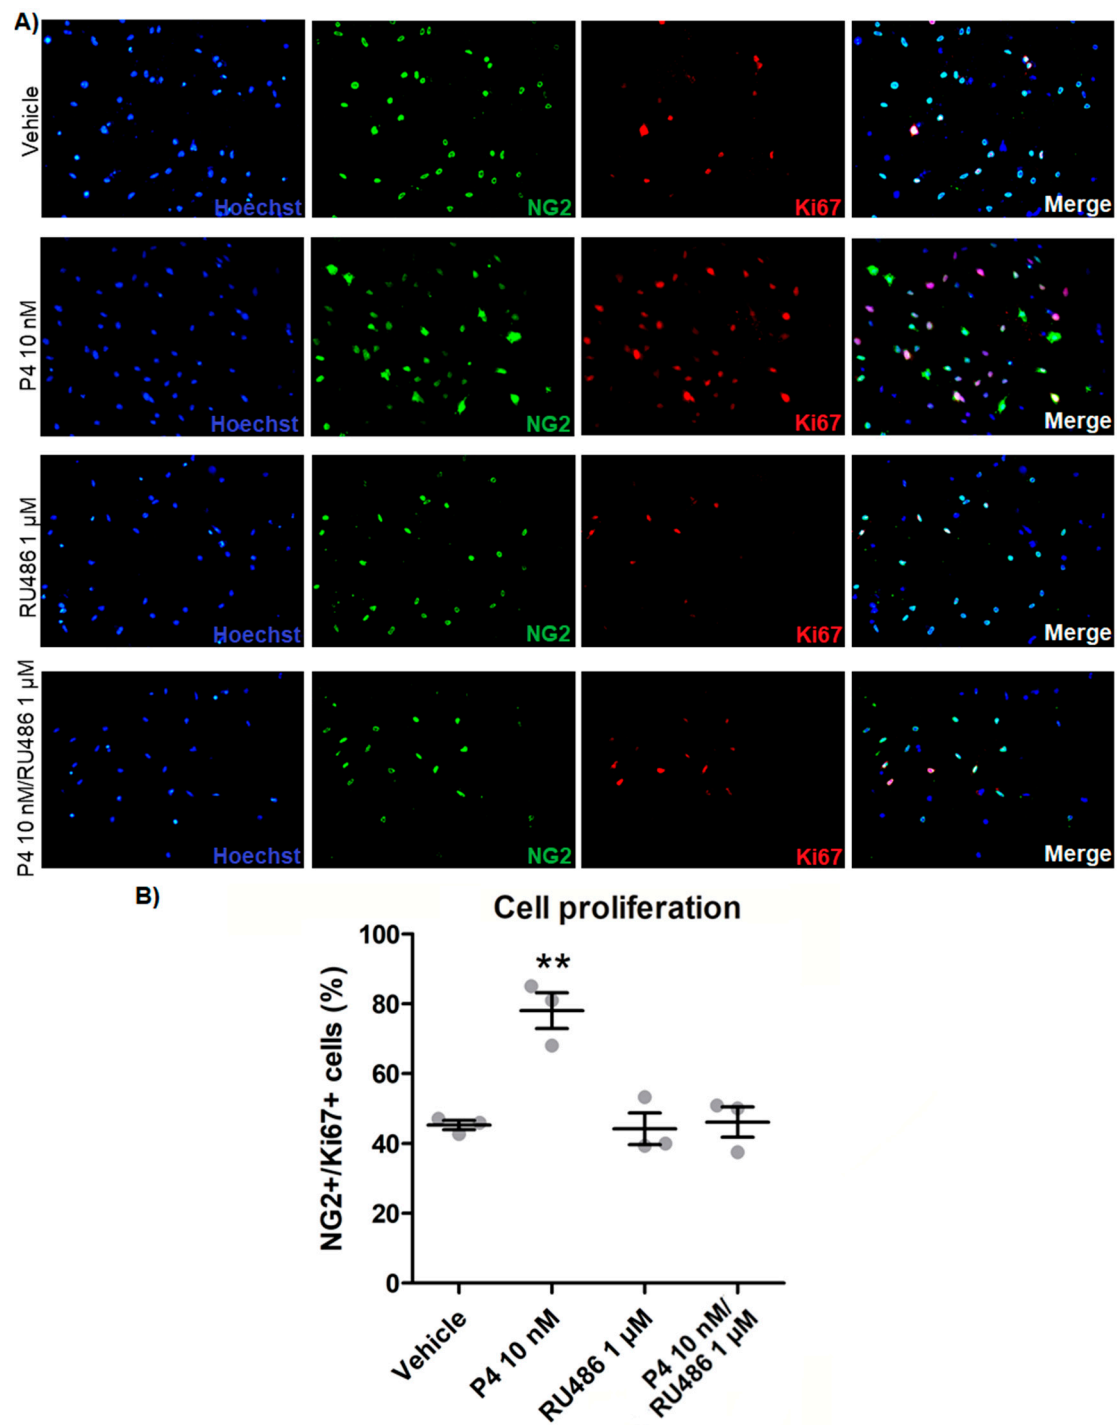 A)
Vehicle
Hoechst
NG2
Ki67
Merge
P4 10 nM
Hoechst
NG2
Ki67
Merge
RU486 1 µM
Hoechst
NG2
Ki67
Merge
P4 10 nM/RU486 1 µM
Hoechst
NG2
Ki67
Merge
B)
Cell proliferation
NG2+/Ki67+ cells (%)
100
80
60
40
20
0
**
Vehicle
P4 10 nM
RU486 1 µM
P4 10 nM/
RU486 1 µM